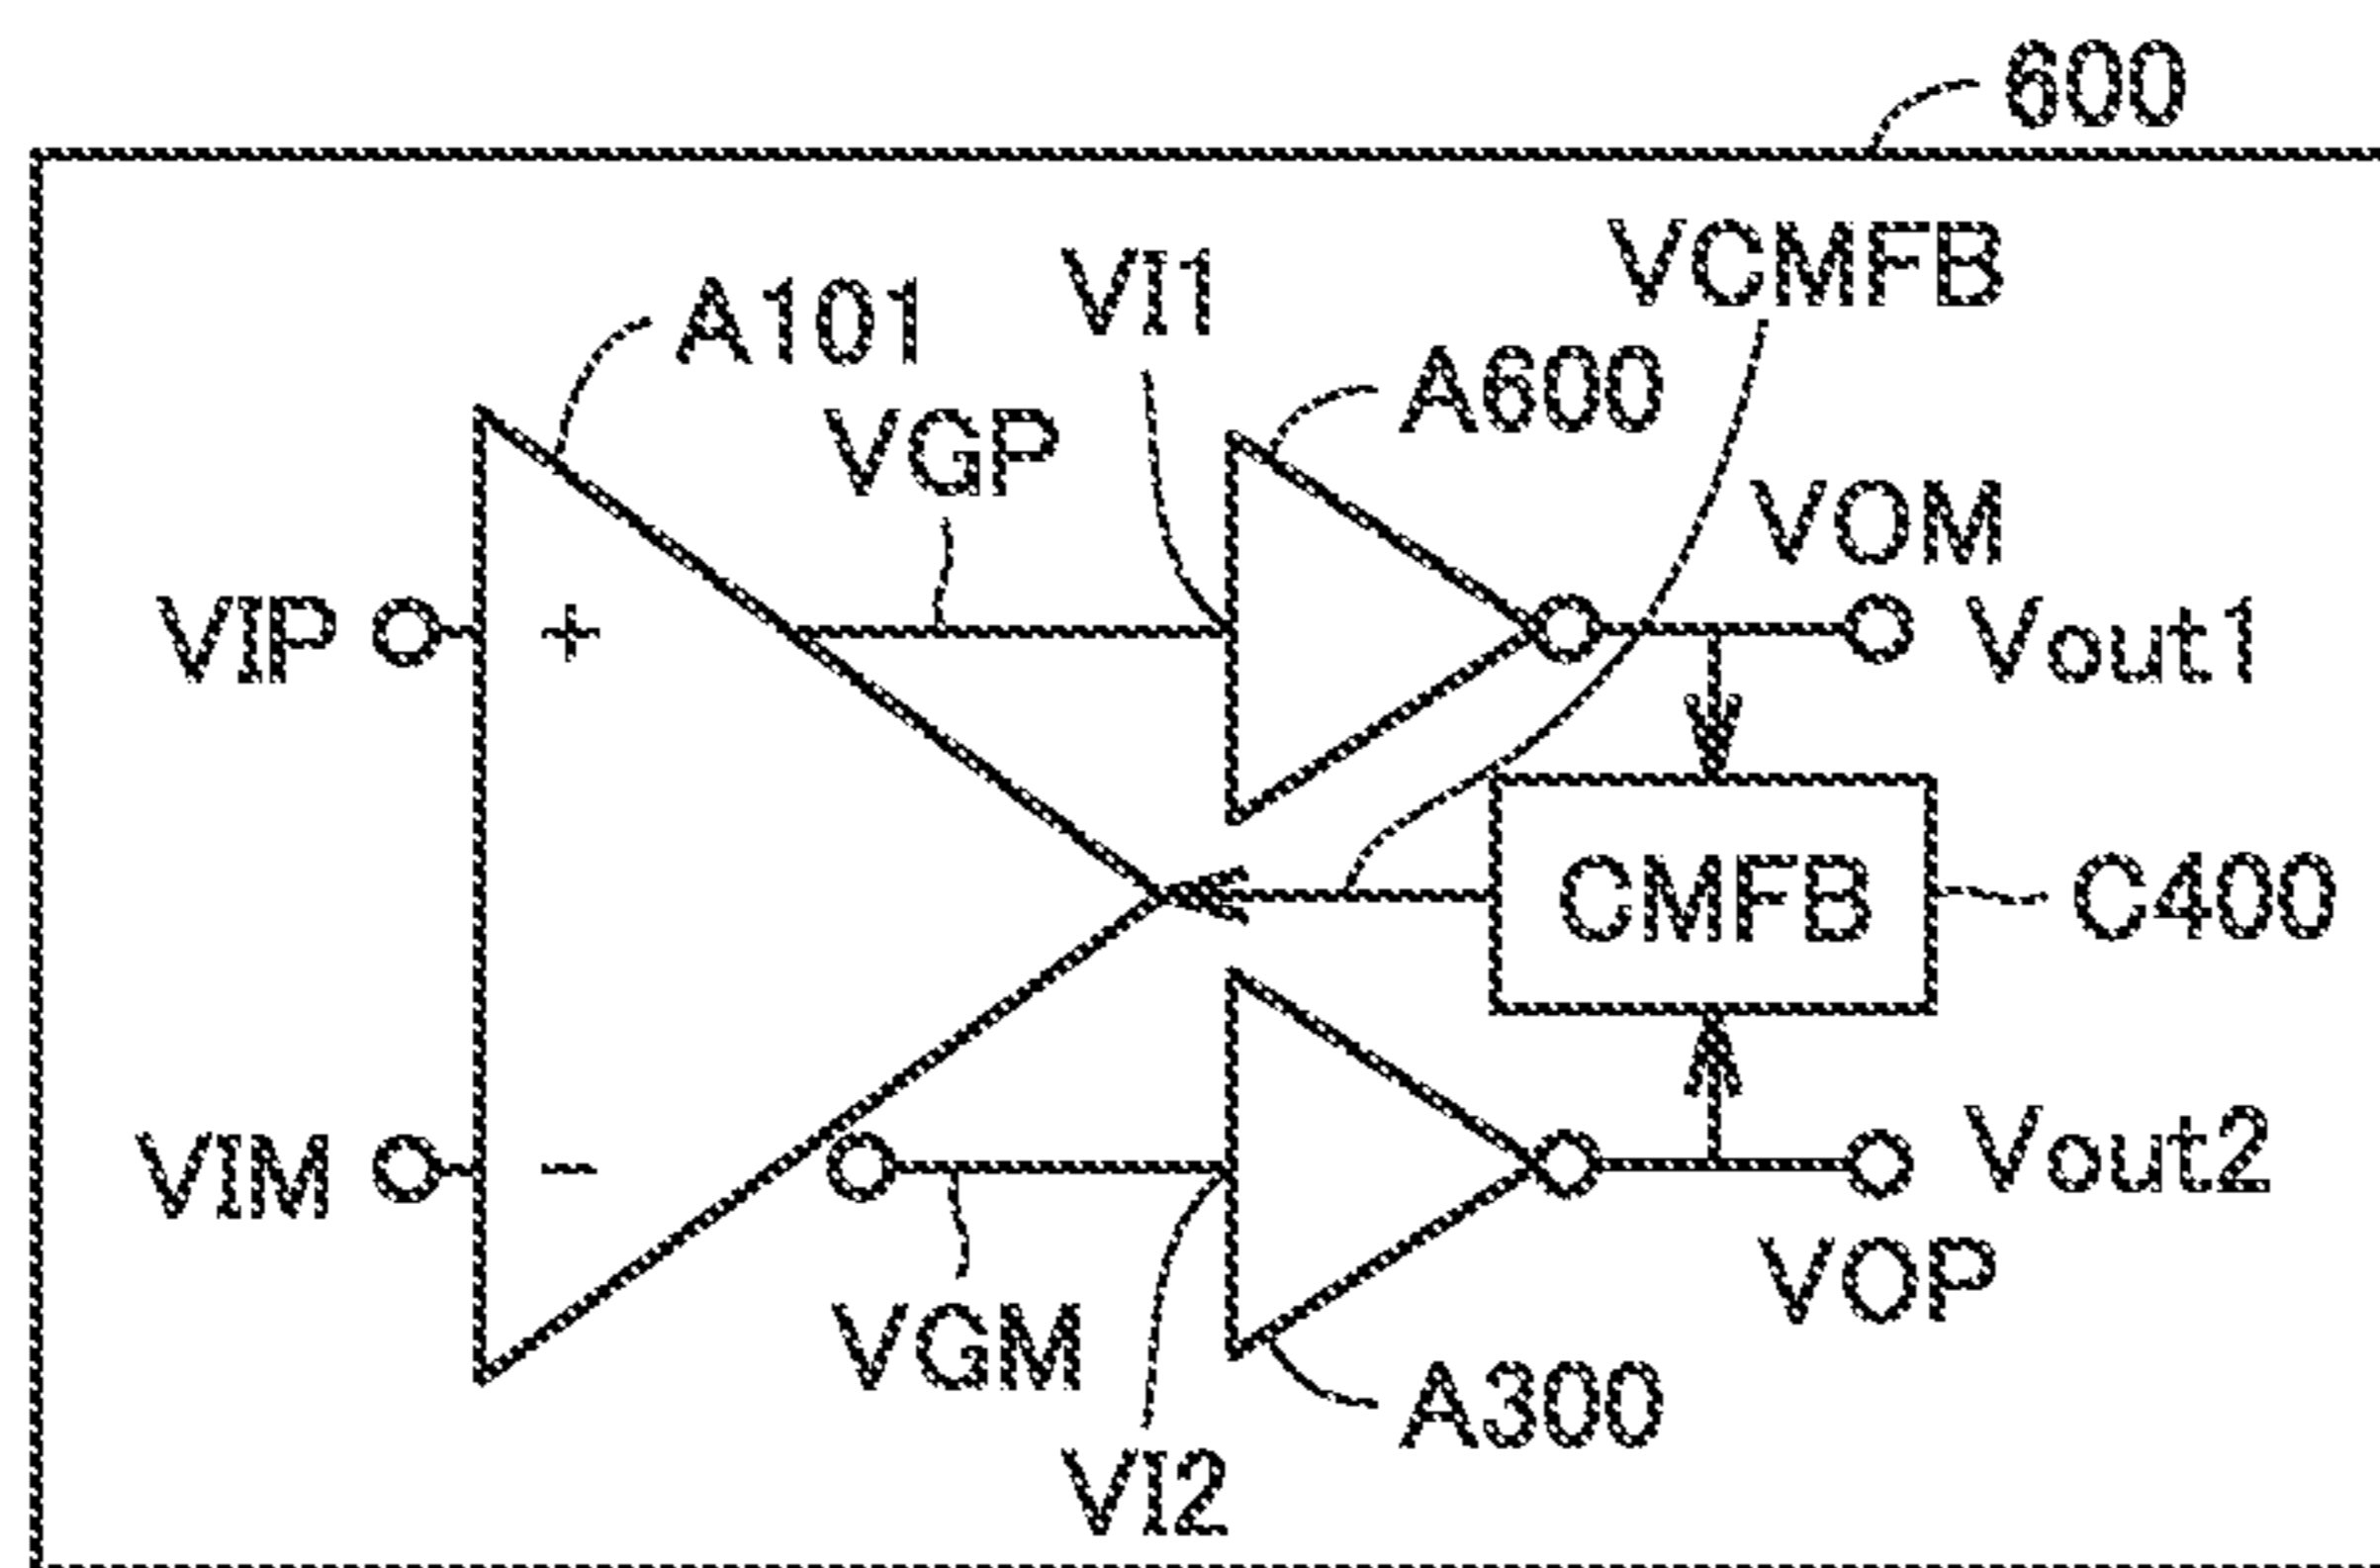 600
VCMFB
VI1
A101
A600
VGP
VOM
VIP
+
Vout1
CMFB
C400
VIM
−
Vout2
VOP
VGM
A300
VI2